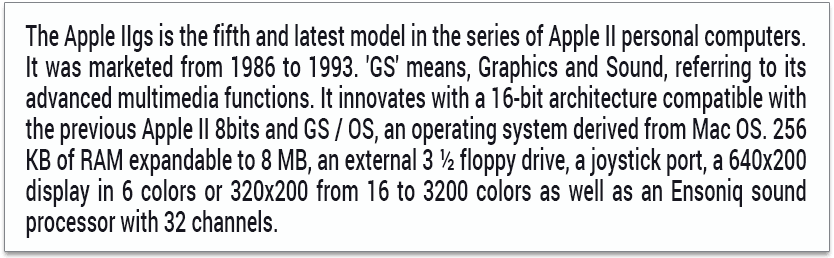 The Apple IIgs is the fifth and latest model in the series of Apple II personal computers.
It was marketed from 1986 to 1993. 'GS' means, Graphics and Sound, referring to its
advanced multimedia functions. It innovates with a 16-bit architecture compatible with
the previous Apple II 8bits and GS / OS, an operating system derived from Mac OS. 256
KB of RAM expandable to 8 MB, an external 3 ½ floppy drive, a joystick port, a 640x200
display in 6 colors or 320x200 from 16 to 3200 colors as well as an Ensoniq sound
processor with 32 channels.